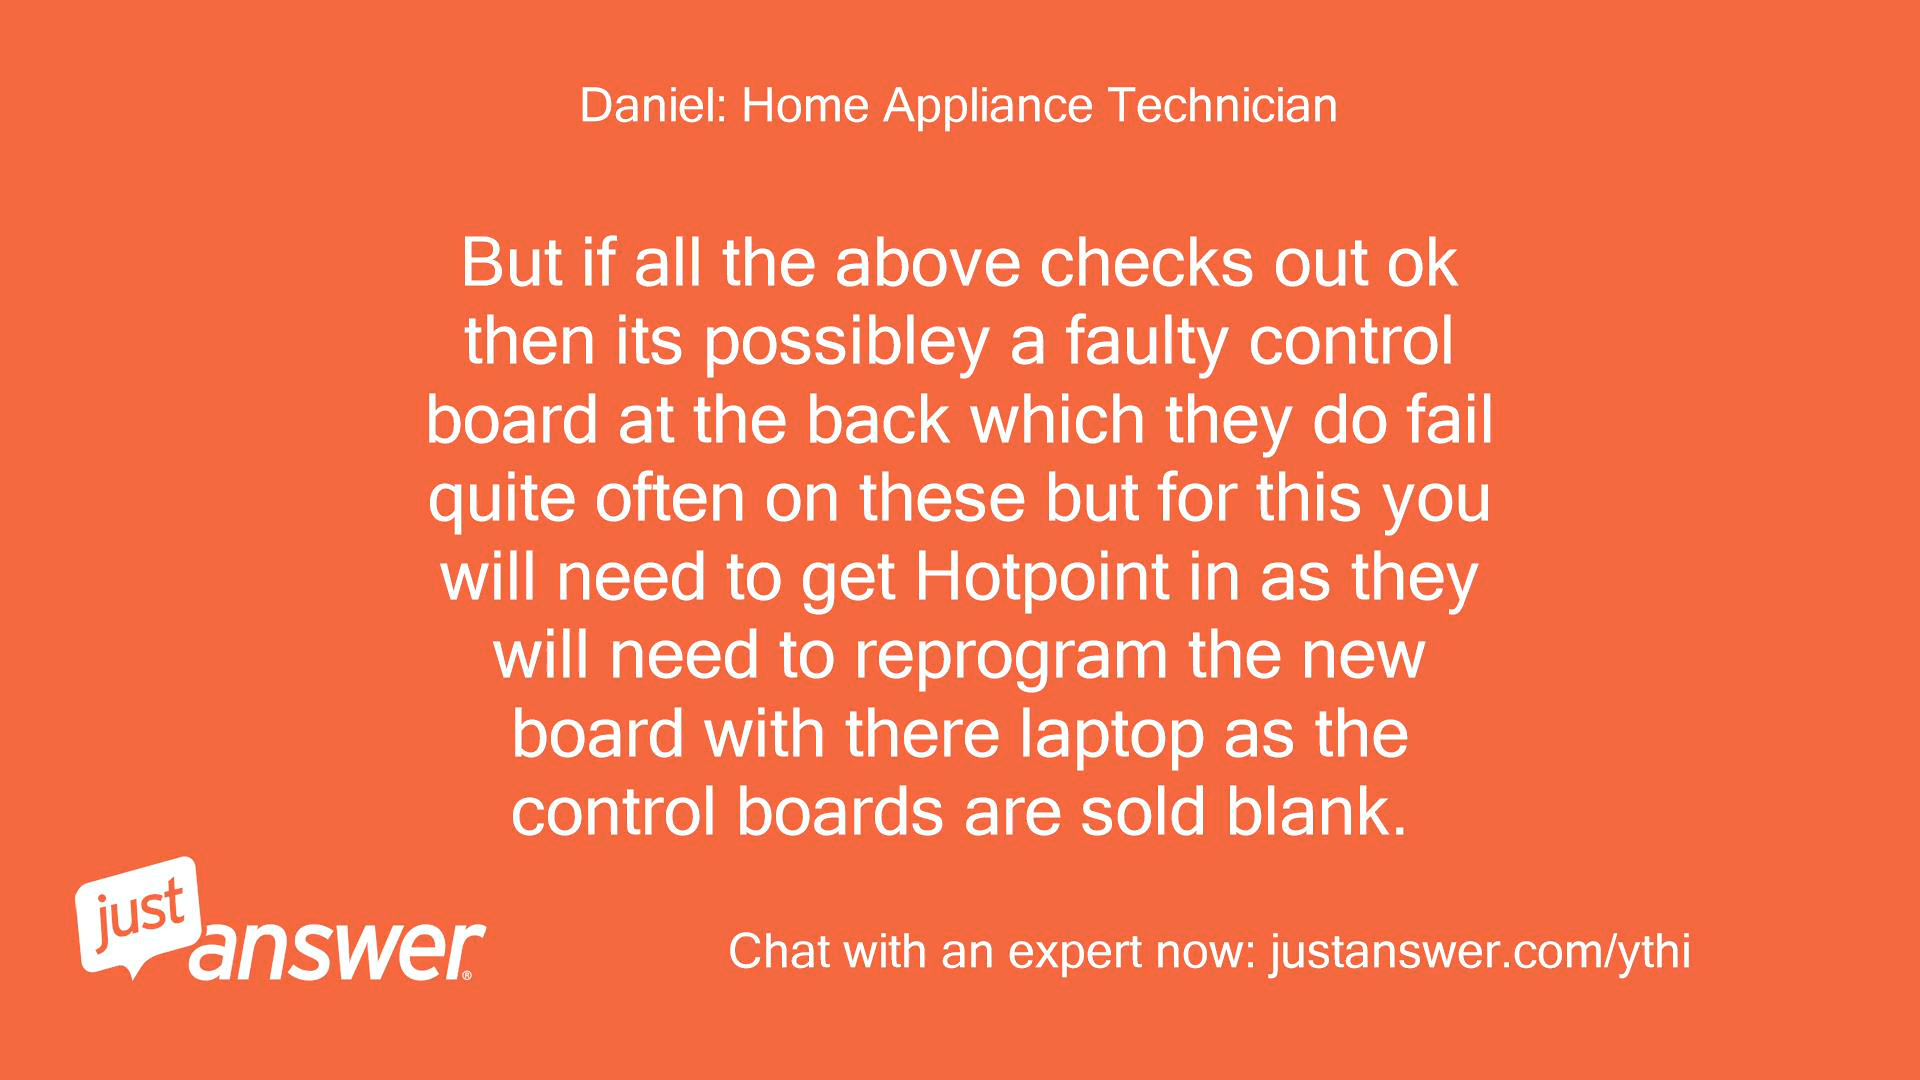 Daniel: Home Appliance Technician
But if all the above checks out ok
then its possibley a faulty control
board at the back which they do fail
quite often on these but for this you
will need to get Hotpoint in as they
will need to reprogram the new
board with there laptop as the
control boards are sold blank.
just
answer®
Chat with an expert now: justanswer.com/ythi